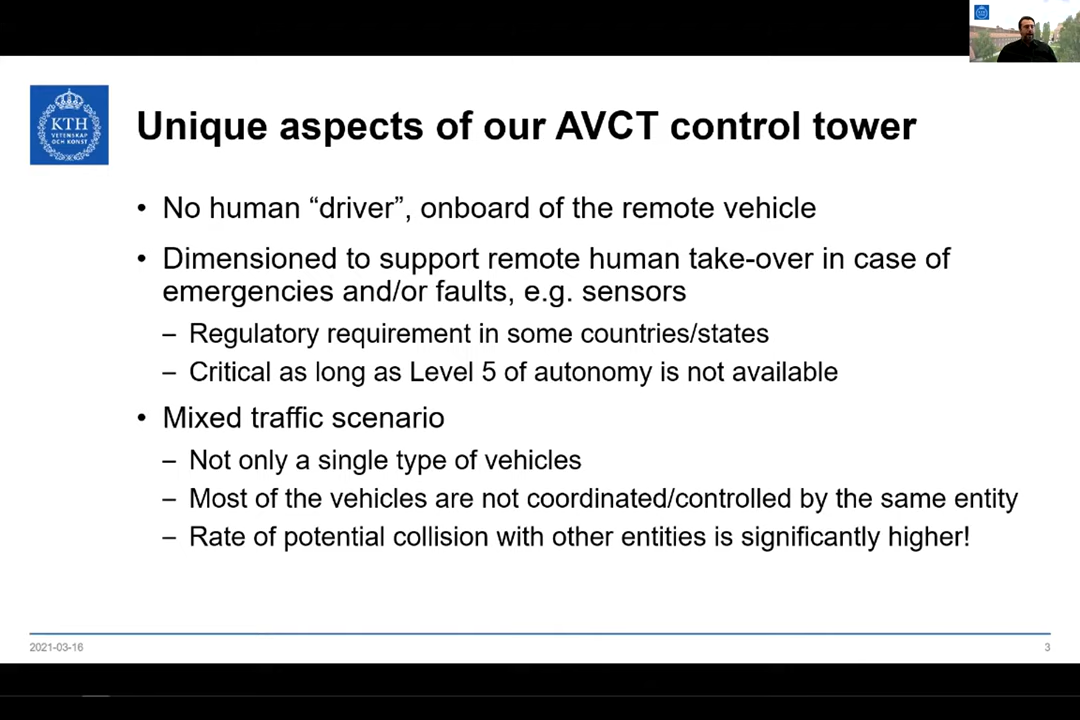 KTH
VETENSKAP
OCH KONST
Unique aspects of our AVCT control tower
• No human “driver”, onboard of the remote vehicle
• Dimensioned to support remote human take-over in case of
emergencies and/or faults, e.g. sensors
– Regulatory requirement in some countries/states
– Critical as long as Level 5 of autonomy is not available
• Mixed traffic scenario
– Not only a single type of vehicles
– Most of the vehicles are not coordinated/controlled by the same entity
– Rate of potential collision with other entities is significantly higher!
2021-03-16
3